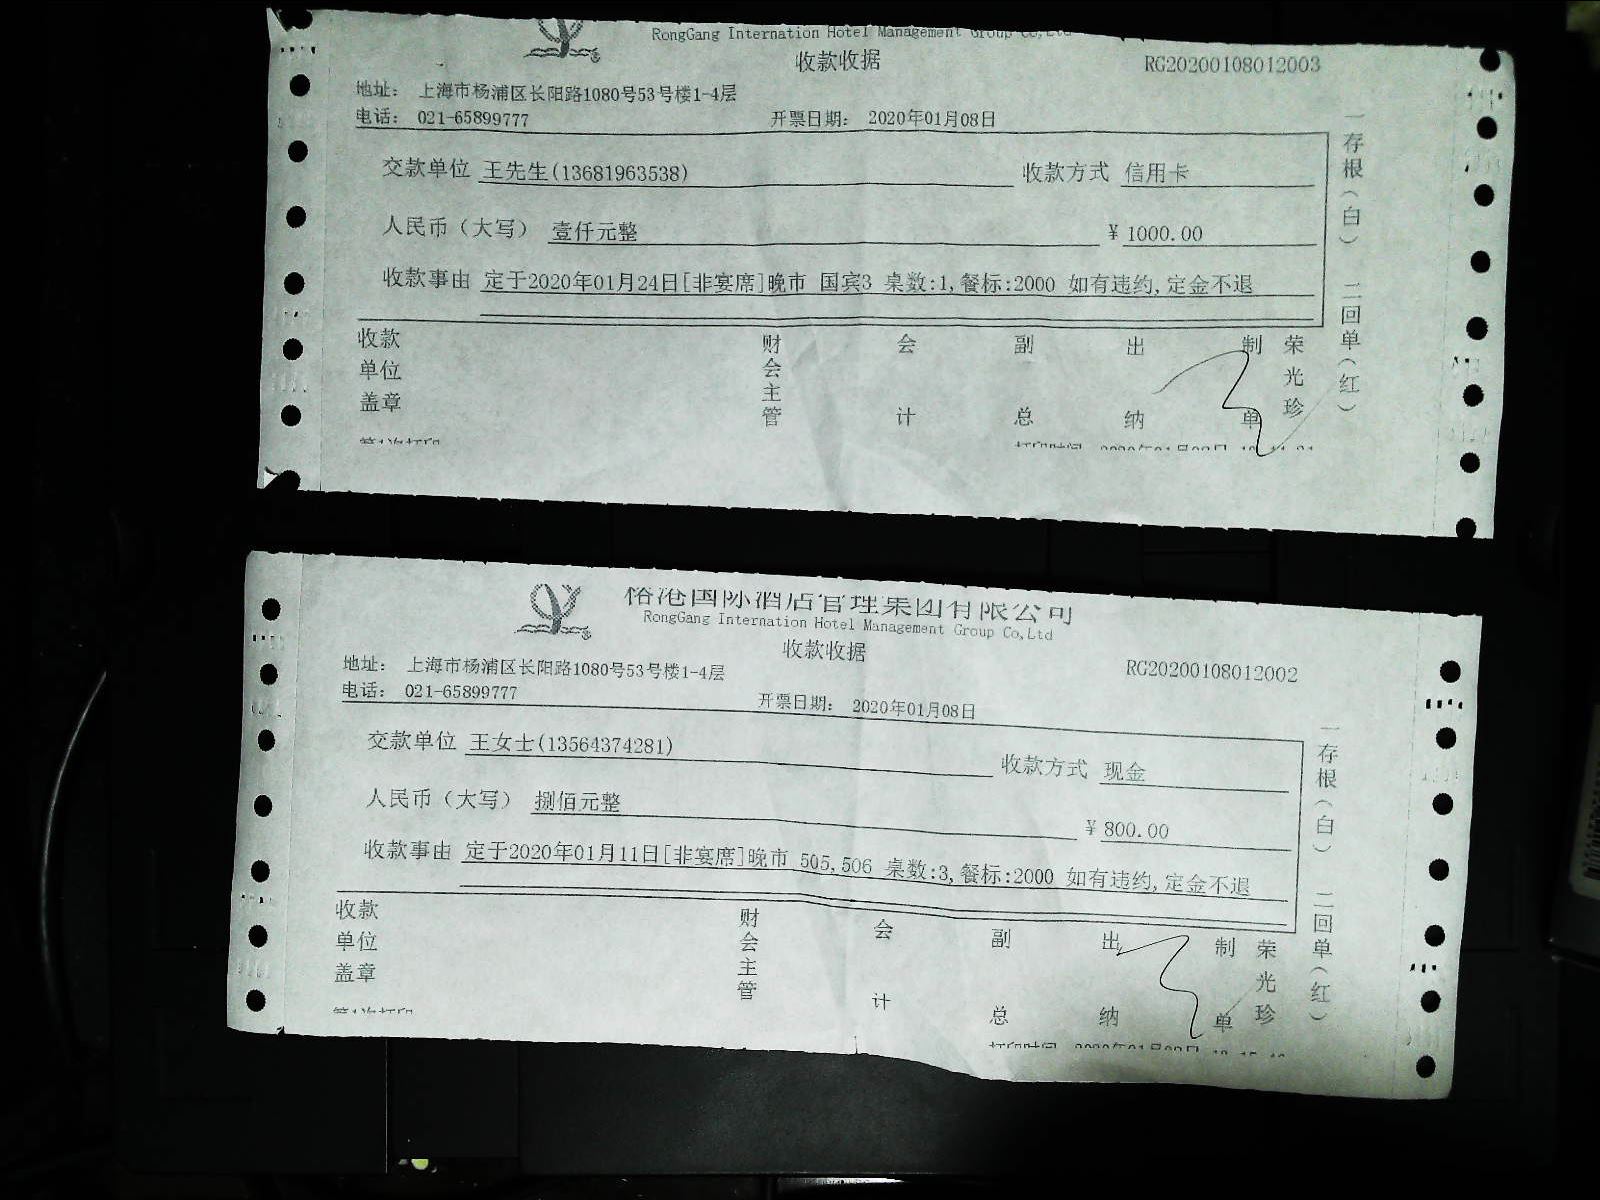 RongGang Internation Hotel Management Group Co,Ltd
收款收据
RG20200108012003
地址： 上海市杨浦区长阳路1080号53号楼1-4层
电话： 021-65899777
开票日期： 2020年01月08日
交款单位 王先生(13681963538) 收款方式 信用卡
人民币（大写） 壹仟元整 ¥ 1000.00
收款事由 定于2020年01月24日[非宴席]晚市 国宾3 桌数:1,餐标:2000 如有违约,定金不退
收款单位盖章 财会主管 会计 副总 出纳 制单 荣光珍
第1次打印
一存根（白） 二回单（红）
榕港国际酒店管理集团有限公司
RongGang Internation Hotel Management Group Co,Ltd
收款收据
RG20200108012002
地址： 上海市杨浦区长阳路1080号53号楼1-4层
电话： 021-65899777
开票日期： 2020年01月08日
交款单位 王女士(13564374281) 收款方式 现金
人民币（大写） 捌佰元整 ¥ 800.00
收款事由 定于2020年01月11日[非宴席]晚市 505,506 桌数:3,餐标:2000 如有违约,定金不退
收款单位盖章 财会主管 会计 副总 出纳 制单 荣光珍
第1次打印
一存根（白） 二回单（红）